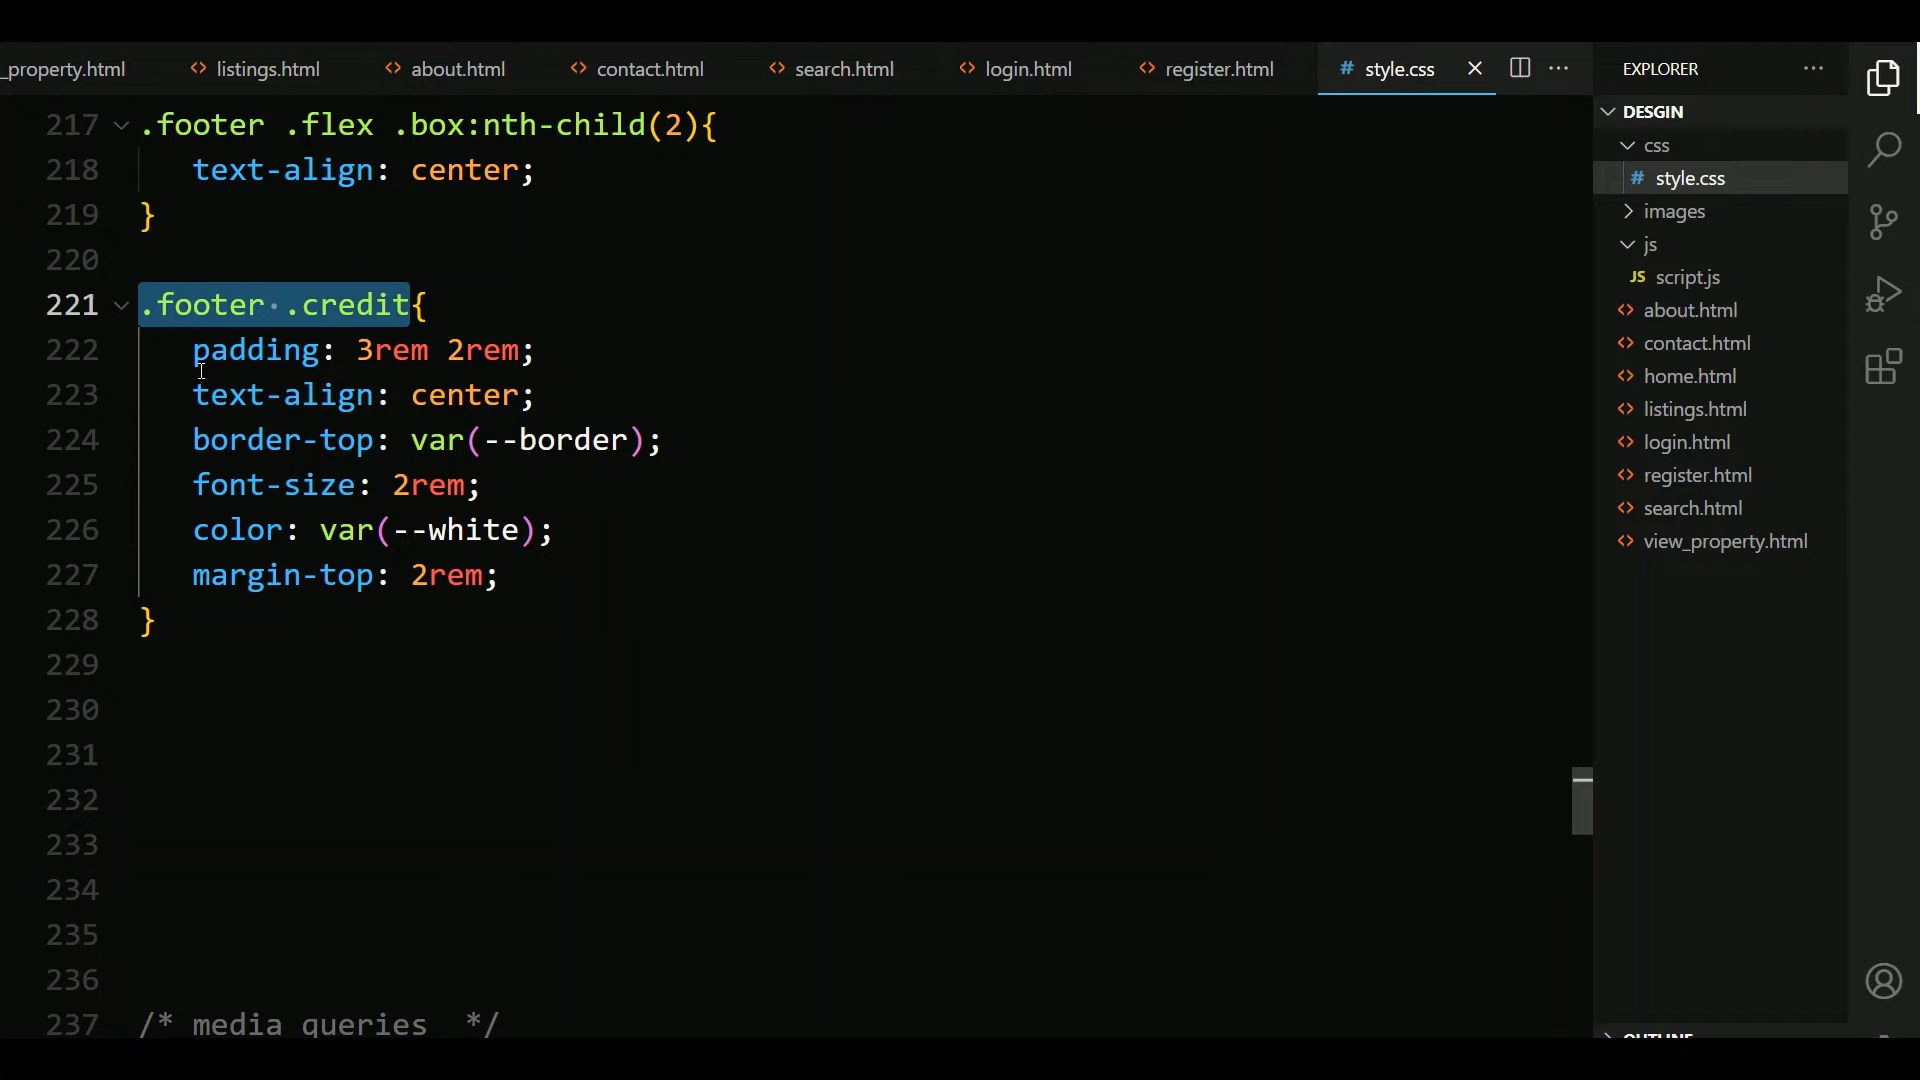 _property.html listings.html about.html contact.html search.html login.html register.html # style.css
217 .footer .flex .box:nth-child(2){
218 text-align: center;
219 }
220
221 .footer .credit{
222 padding: 3rem 2rem;
223 text-align: center;
224 border-top: var(--border);
225 font-size: 2rem;
226 color: var(--white);
227 margin-top: 2rem;
228 }
229
230
231
232
233
234
235
236
237 /* media queries */
EXPLORER
DESGIN
css
# style.css
images
js
JS script.js
about.html
contact.html
home.html
listings.html
login.html
register.html
search.html
view_property.html
OUTLINE